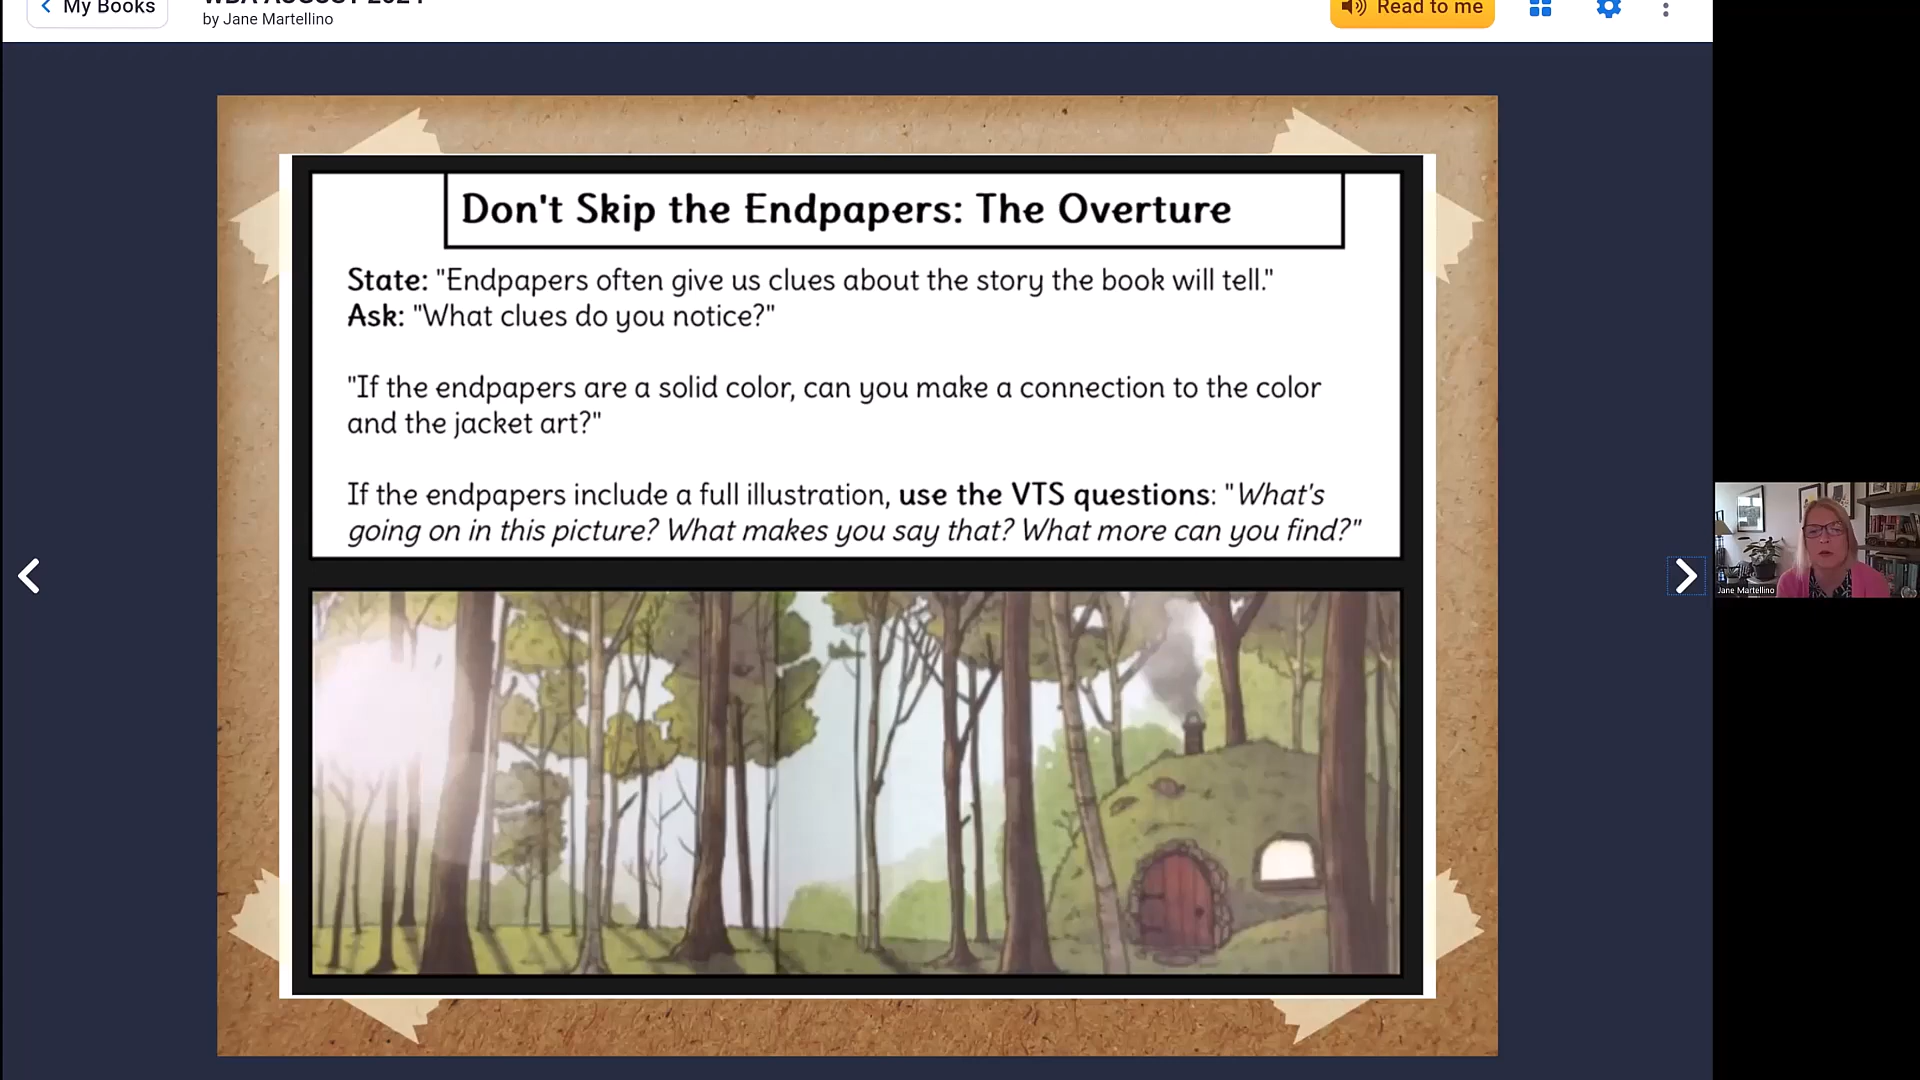 My Books
WBA AUGUST 2024
by Jane Martellino
Read to me
Don't Skip the Endpapers: The Overture
State: "Endpapers often give us clues about the story the book will tell."
Ask: "What clues do you notice?"
"If the endpapers are a solid color, can you make a connection to the color
and the jacket art?"
If the endpapers include a full illustration, use the VTS questions: "What's
going on in this picture? What makes you say that? What more can you find?"
Jane Martellino